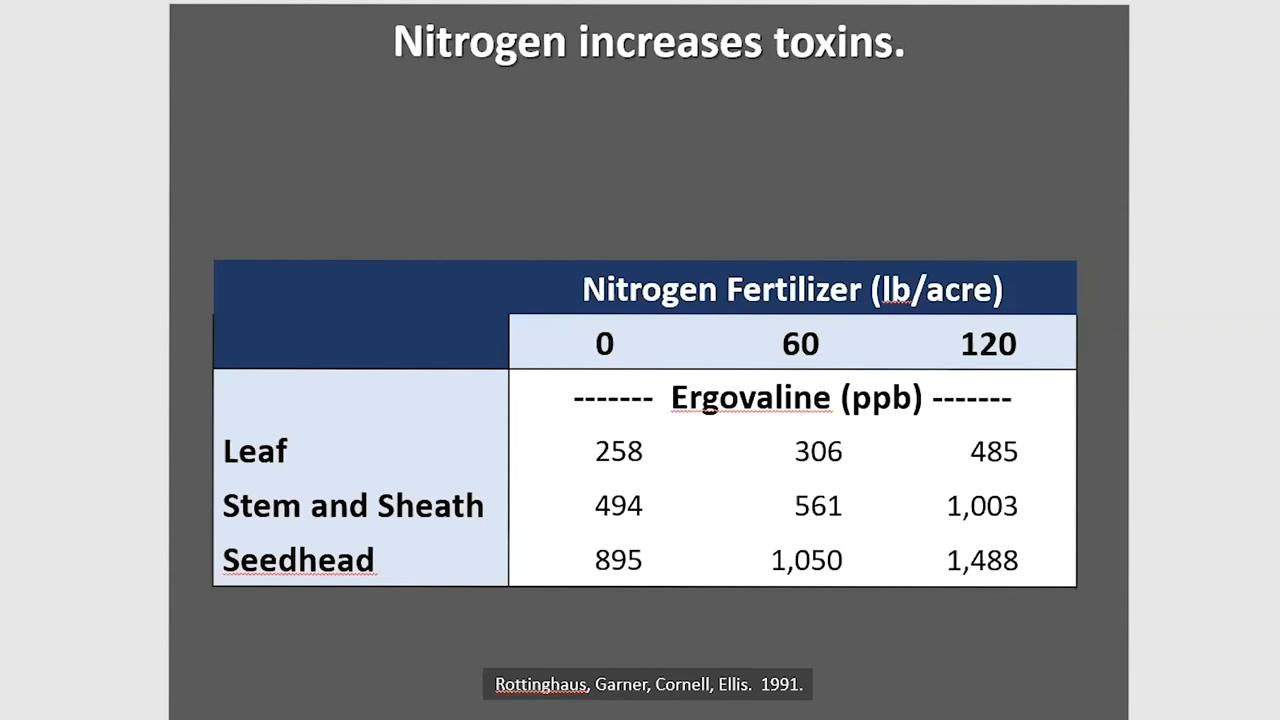 Nitrogen increases toxins.
Nitrogen Fertilizer (lb/acre)
0 60 120
------- Ergovaline (ppb) -------
Leaf 258 306 485
Stem and Sheath 494 561 1,003
Seedhead 895 1,050 1,488
Rottinghaus, Garner, Cornell, Ellis. 1991.